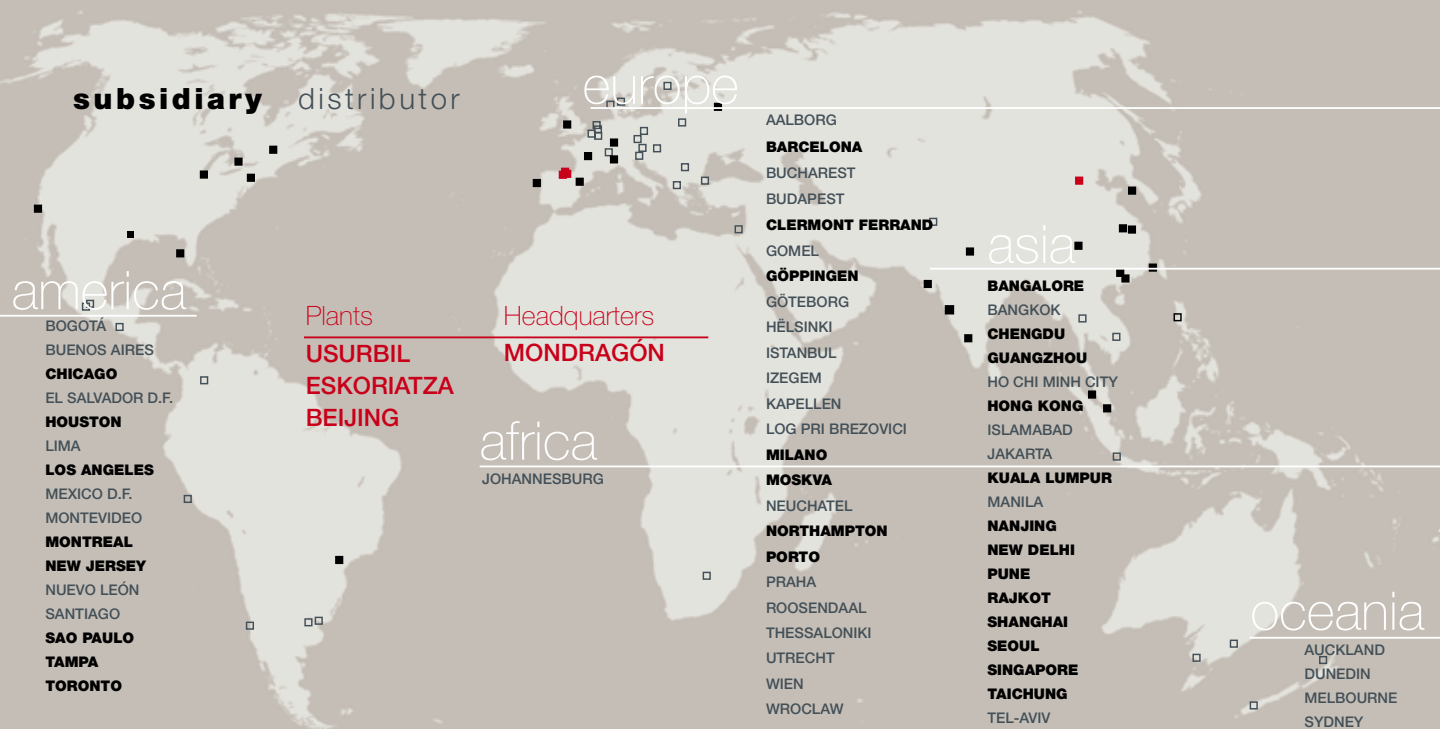 subsidiary distributor
america
BOGOTÁ
BUENOS AIRES
CHICAGO
EL SALVADOR D.F.
HOUSTON
LIMA
LOS ANGELES
MEXICO D.F.
MONTEVIDEO
MONTREAL
NEW JERSEY
NUEVO LEÓN
SANTIAGO
SAO PAULO
TAMPA
TORONTO
Plants
USURBIL
ESKORIATZA
BEIJING
Headquarters
MONDRAGÓN
africa
JOHANNESBURG
europe
AALBORG
BARCELONA
BUCHAREST
BUDAPEST
CLERMONT FERRAND
GOMEL
GÖPPINGEN
GÖTEBORG
HËLSINKI
ISTANBUL
IZEGEM
KAPELLEN
LOG PRI BREZOVICI
MILANO
MOSKVA
NEUCHATEL
NORTHAMPTON
PORTO
PRAHA
ROOSENDAAL
THESSALONIKI
UTRECHT
WIEN
WROCLAW
asia
BANGALORE
BANGKOK
CHENGDU
GUANGZHOU
HO CHI MINH CITY
HONG KONG
ISLAMABAD
JAKARTA
KUALA LUMPUR
MANILA
NANJING
NEW DELHI
PUNE
RAJKOT
SHANGHAI
SEOUL
SINGAPORE
TAICHUNG
TEL-AVIV
oceania
AUCKLAND
DUNEDIN
MELBOURNE
SYDNEY